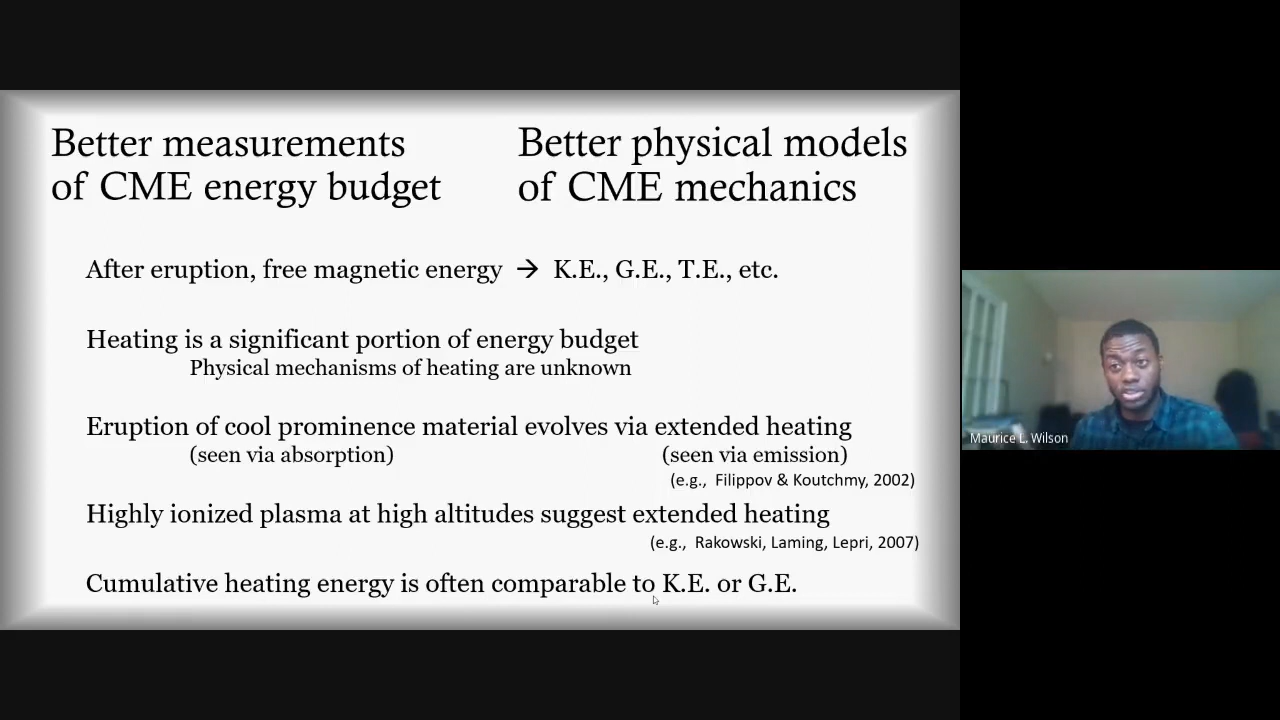 Better measurements
of CME energy budget
Better physical models
of CME mechanics
After eruption, free magnetic energy → K.E., G.E., T.E., etc.
Heating is a significant portion of energy budget
Physical mechanisms of heating are unknown
Eruption of cool prominence material evolves via extended heating
(seen via absorption) (seen via emission)
(e.g., Filippov & Koutchmy, 2002)
Highly ionized plasma at high altitudes suggest extended heating
(e.g., Rakowski, Laming, Lepri, 2007)
Cumulative heating energy is often comparable to K.E. or G.E.
Maurice L. Wilson